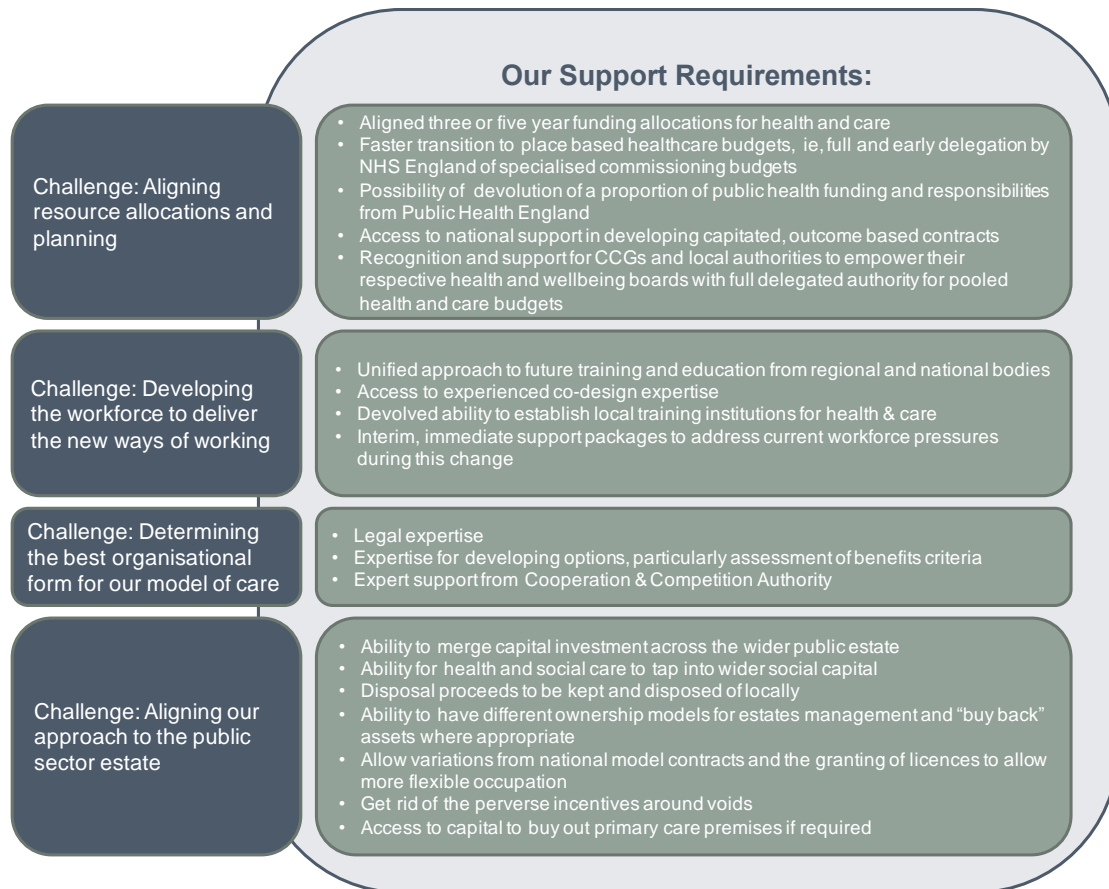 Our Support Requirements:
Challenge: Aligning
resource allocations and
planning
• Aligned three or five year funding allocations for health and care
• Faster transition to place based healthcare budgets, ie, full and early delegation by
NHS England of specialised commissioning budgets
• Possibility of devolution of a proportion of public health funding and responsibilities
from Public Health England
• Access to national support in developing capitated, outcome based contracts
• Recognition and support for CCGs and local authorities to empower their
respective health and wellbeing boards with full delegated authority for pooled
health and care budgets
Challenge: Developing
the workforce to deliver
the new ways of working
• Unified approach to future training and education from regional and national bodies
• Access to experienced co-design expertise
• Devolved ability to establish local training institutions for health & care
• Interim, immediate support packages to address current workforce pressures
during this change
Challenge: Determining
the best organisational
form for our model of care
• Legal expertise
• Expertise for developing options, particularly assessment of benefits criteria
• Expert support from Cooperation & Competition Authority
Challenge: Aligning our
approach to the public
sector estate
• Ability to merge capital investment across the wider public estate
• Ability for health and social care to tap into wider social capital
• Disposal proceeds to be kept and disposed of locally
• Ability to have different ownership models for estates management and “buy back”
assets where appropriate
• Allow variations from national model contracts and the granting of licences to allow
more flexible occupation
• Get rid of the perverse incentives around voids
• Access to capital to buy out primary care premises if required